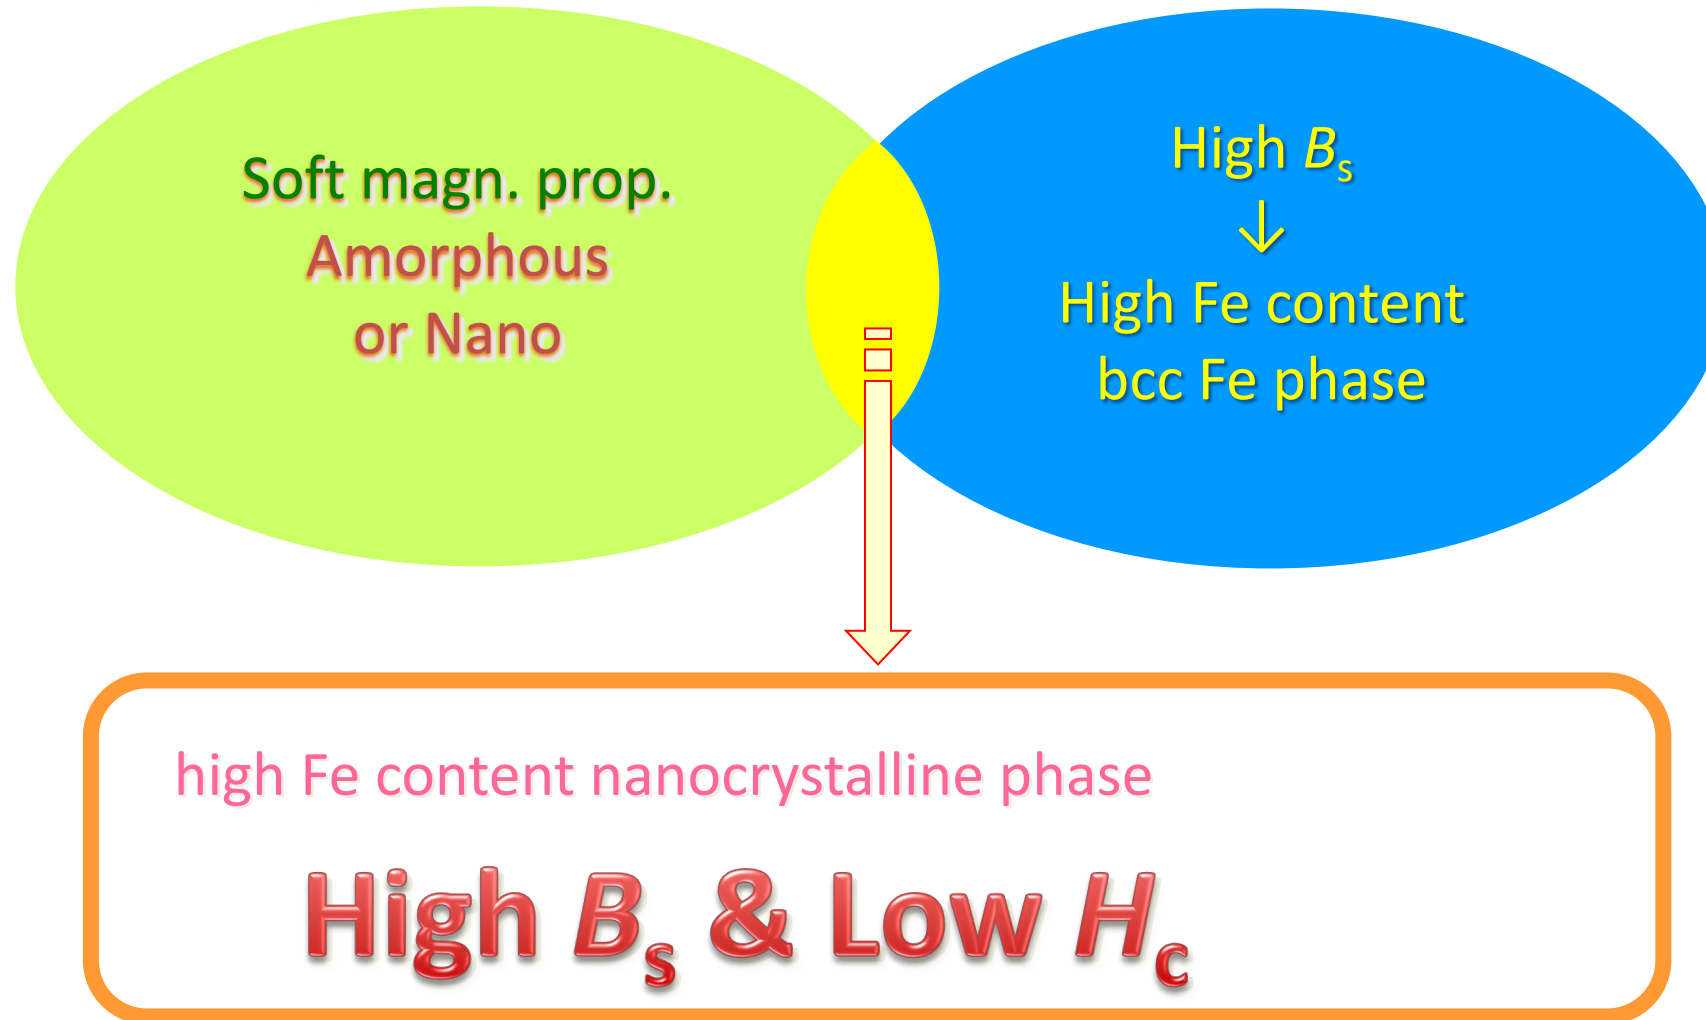 Soft magn. prop.
Amorphous
or Nano
High Bs
↓
High Fe content
bcc Fe phase
high Fe content nanocrystalline phase
High Bs & Low Hc